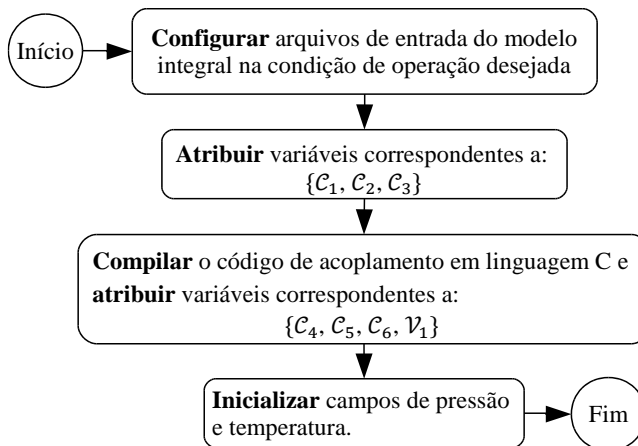 Início
Configurar arquivos de entrada do modelo
integral na condição de operação desejada
Atribuir variáveis correspondentes a:
{𝒞₁, 𝒞₂, 𝒞₃}
Compilar o código de acoplamento em linguagem C e
atribuir variáveis correspondentes a:
{𝒞₄, 𝒞₅, 𝒞₆, 𝒱₁}
Inicializar campos de pressão
e temperatura.
Fim